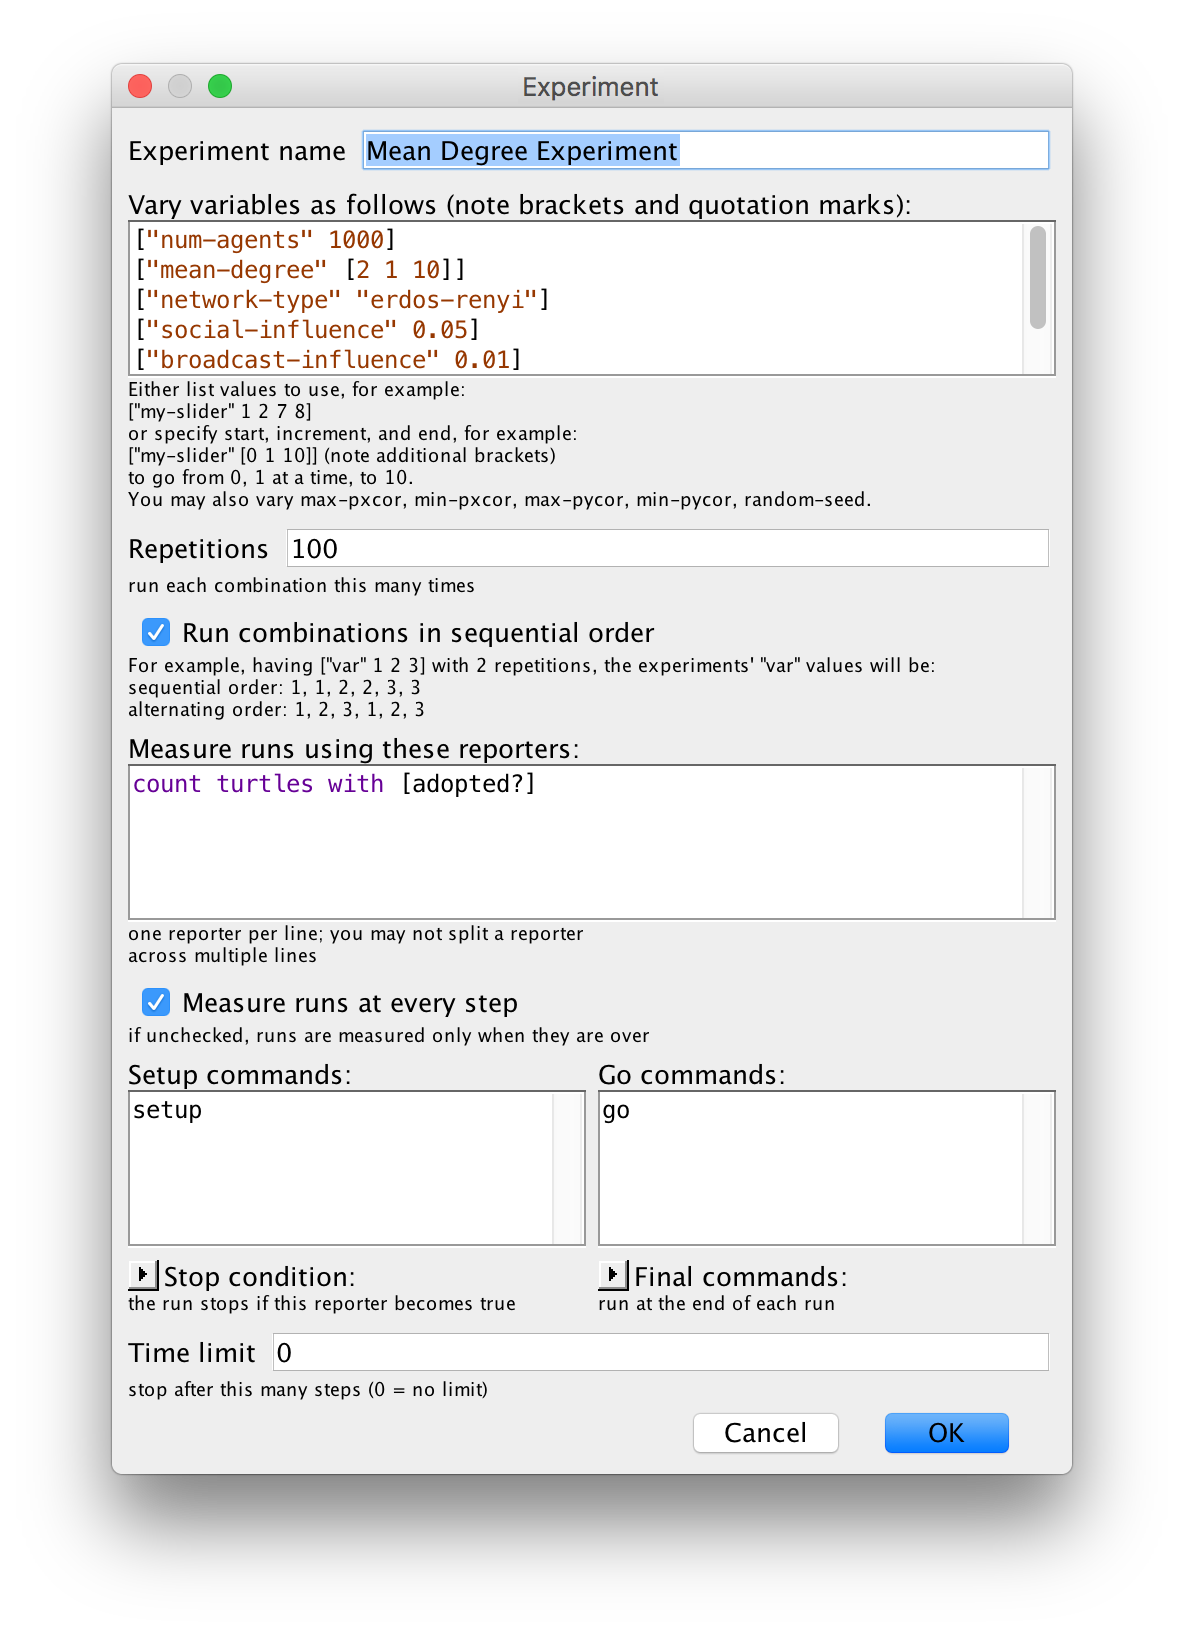 Experiment
Experiment name Mean Degree Experiment
Vary variables as follows (note brackets and quotation marks):
["num-agents" 1000]
["mean-degree" [2 1 10]]
["network-type" "erdos-renyi"]
["social-influence" 0.05]
["broadcast-influence" 0.01]
Either list values to use, for example:
["my-slider" 1 2 7 8]
or specify start, increment, and end, for example:
["my-slider" [0 1 10]] (note additional brackets)
to go from 0, 1 at a time, to 10.
You may also vary max-pxcor, min-pxcor, max-pycor, min-pycor, random-seed.
Repetitions 100
run each combination this many times
Run combinations in sequential order
For example, having ["var" 1 2 3] with 2 repetitions, the experiments' "var" values will be:
sequential order: 1, 1, 2, 2, 3, 3
alternating order: 1, 2, 3, 1, 2, 3
Measure runs using these reporters:
count turtles with [adopted?]
one reporter per line; you may not split a reporter
across multiple lines
Measure runs at every step
if unchecked, runs are measured only when they are over
Setup commands:
setup
Go commands:
go
Stop condition:
the run stops if this reporter becomes true
Final commands:
run at the end of each run
Time limit 0
stop after this many steps (0 = no limit)
Cancel
OK